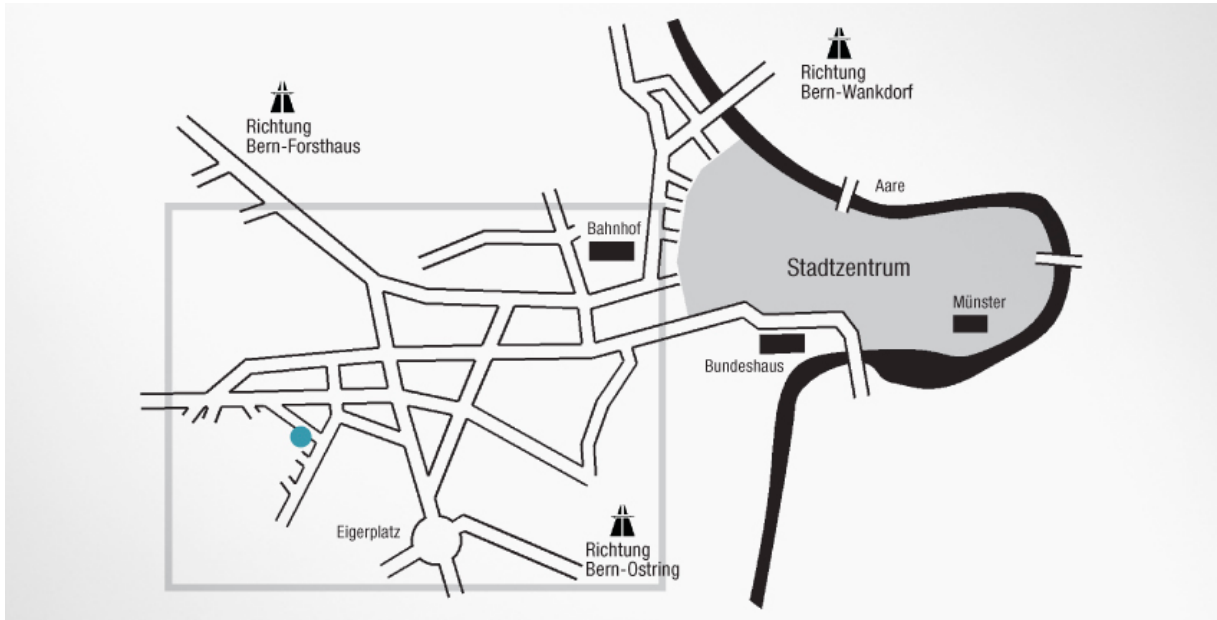 Richtung
Bern-Wankdorf
Richtung
Bern-Forsthaus
Aare
Bahnhof
Stadtzentrum
Münster
Bundeshaus
Eigerplatz
Richtung
Bern-Ostring